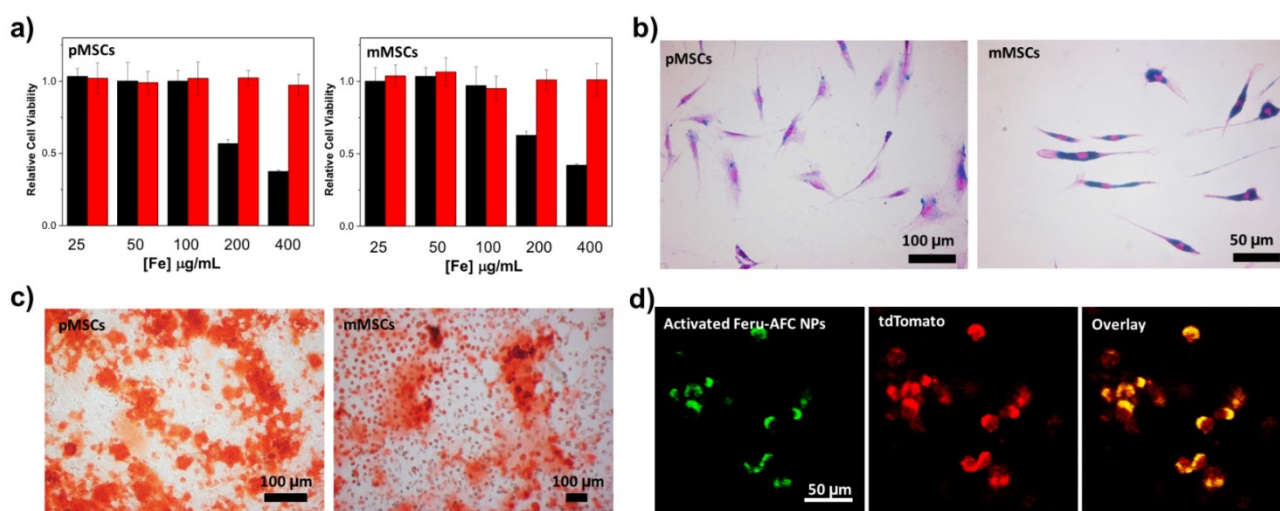 a)
pMSCs
Relative Cell Viability
1.0
0.5
0.0
25 50 100 200 400
[Fe] µg/mL
mMSCs
Relative Cell Viability
1.0
0.5
0.0
25 50 100 200 400
[Fe] µg/mL
b)
pMSCs
100 µm
mMSCs
50 µm
c)
pMSCs
100 µm
mMSCs
100 µm
d)
Activated Feru-AFC NPs
50 µm
tdTomato
Overlay